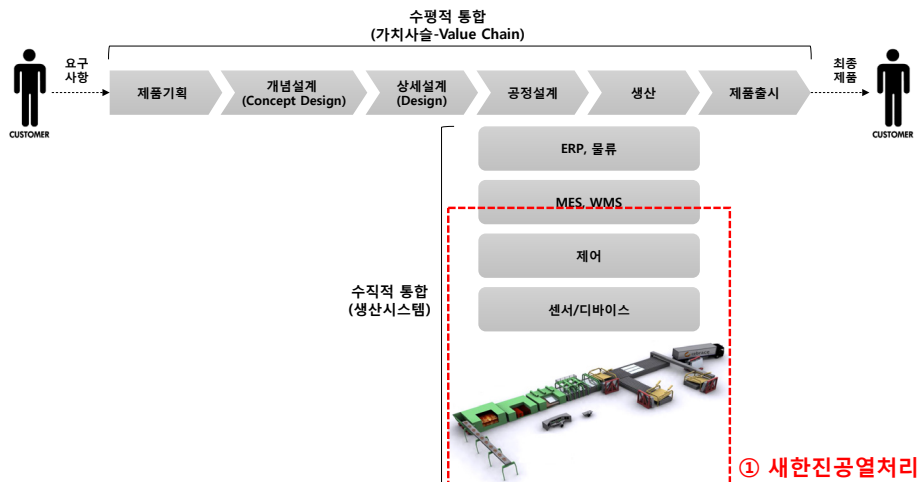 수평적 통합
(가치사슬-Value Chain)
요구
사항
최종
제품
제품기획
개념설계
(Concept Design)
상세설계
(Design)
공정설계
생산
제품출시
CUSTOMER
CUSTOMER
ERP, 물류
MES, WMS
제어
수직적 통합
(생산시스템)
센서/디바이스
① 새한진공열처리